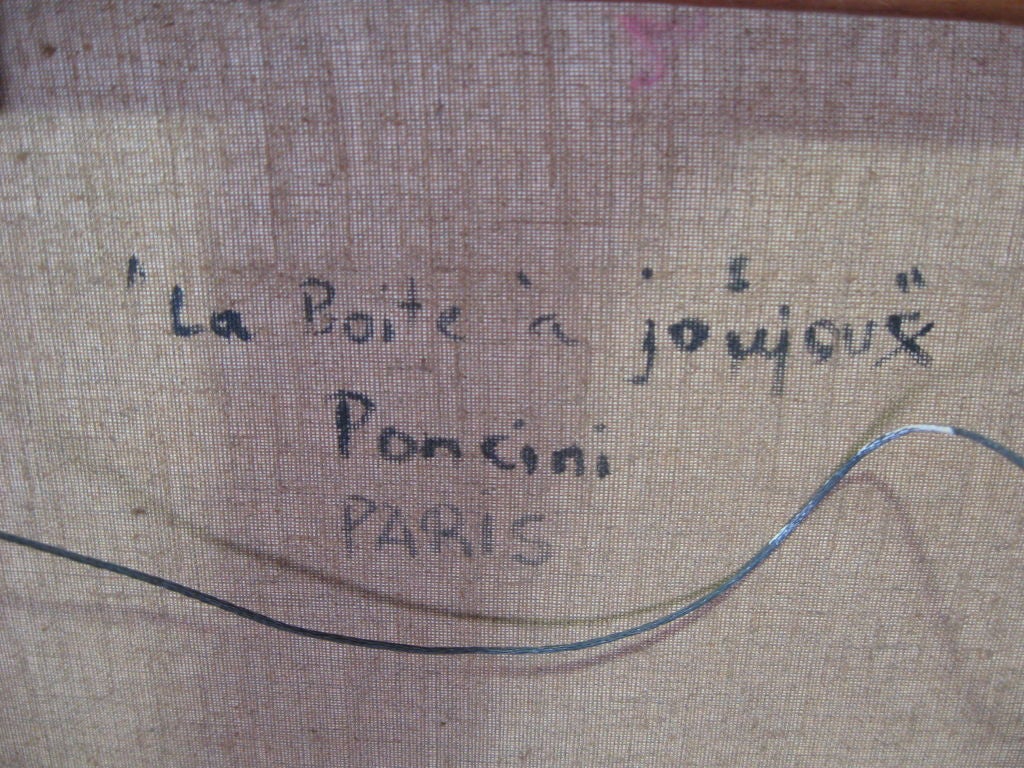 "La Boite à joujoux"
Poncini
PARIS